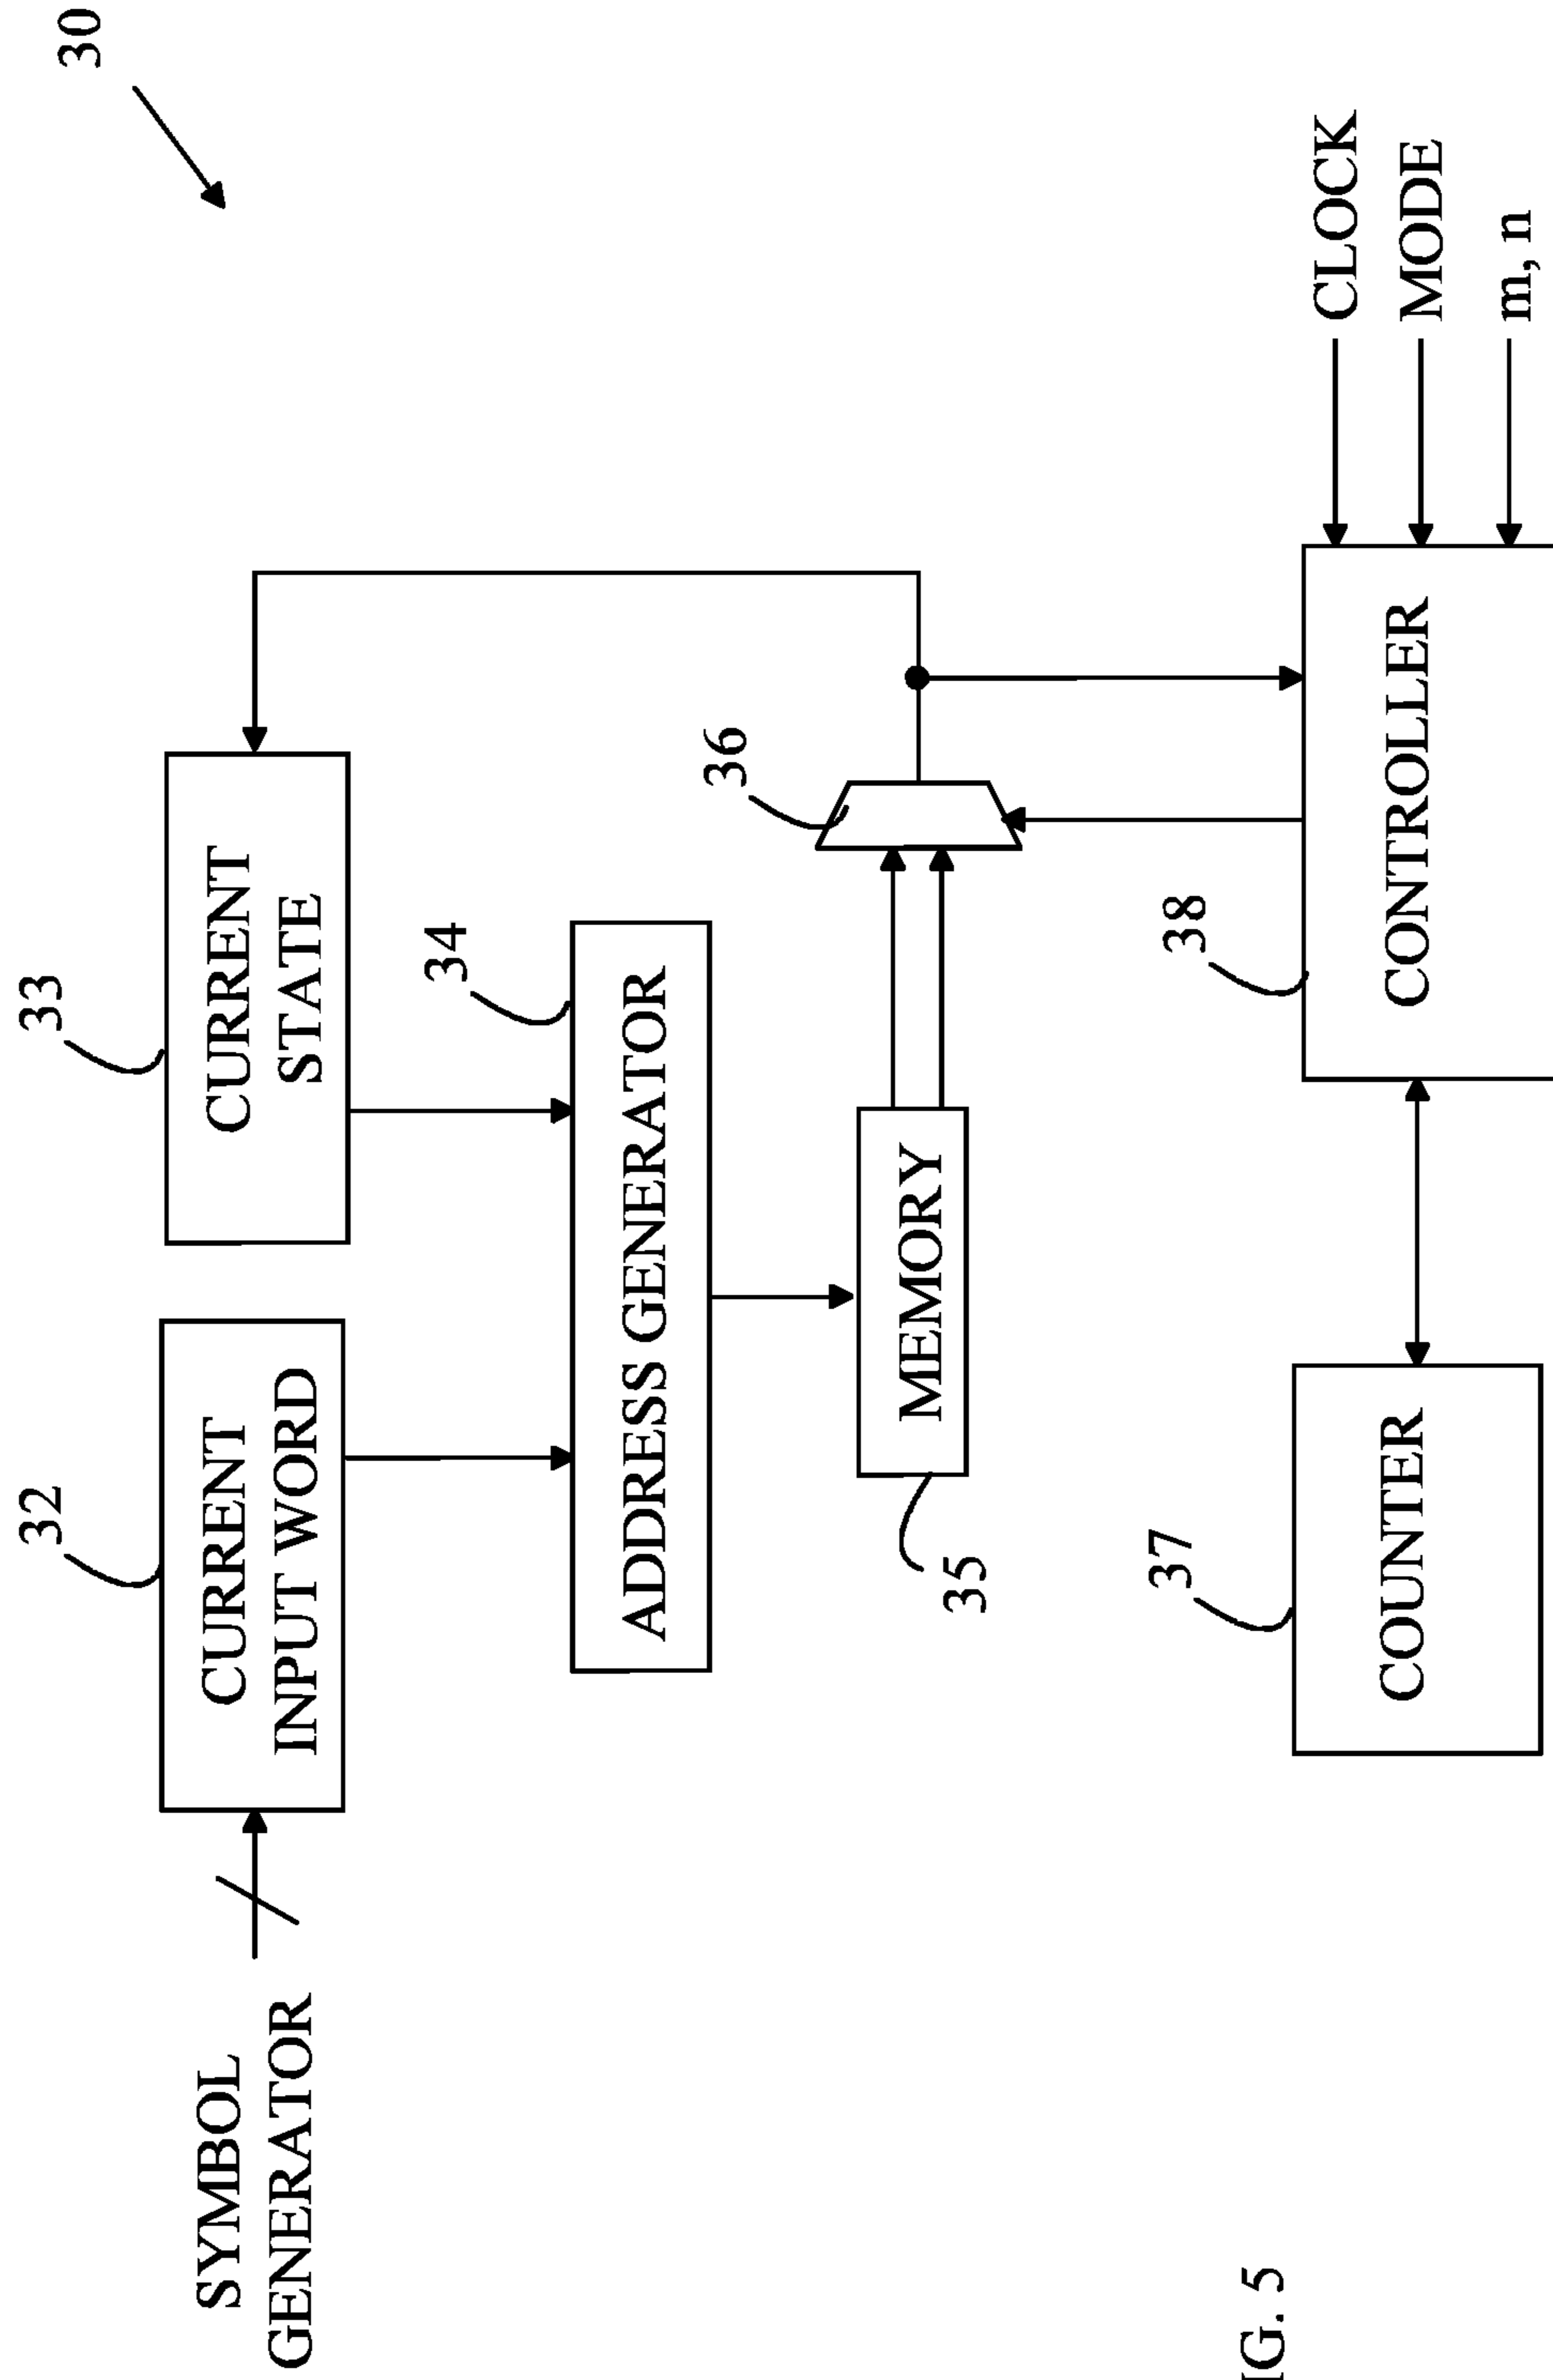 30
33
32
CURRENT
STATE
SYMBOL
GENERATOR
CURRENT
INPUT WORD
34
ADDRESS GENERATOR
36
MEMORY
35
38
37
CLOCK
MODE
m, n
CONTROLLER
COUNTER
G. 5